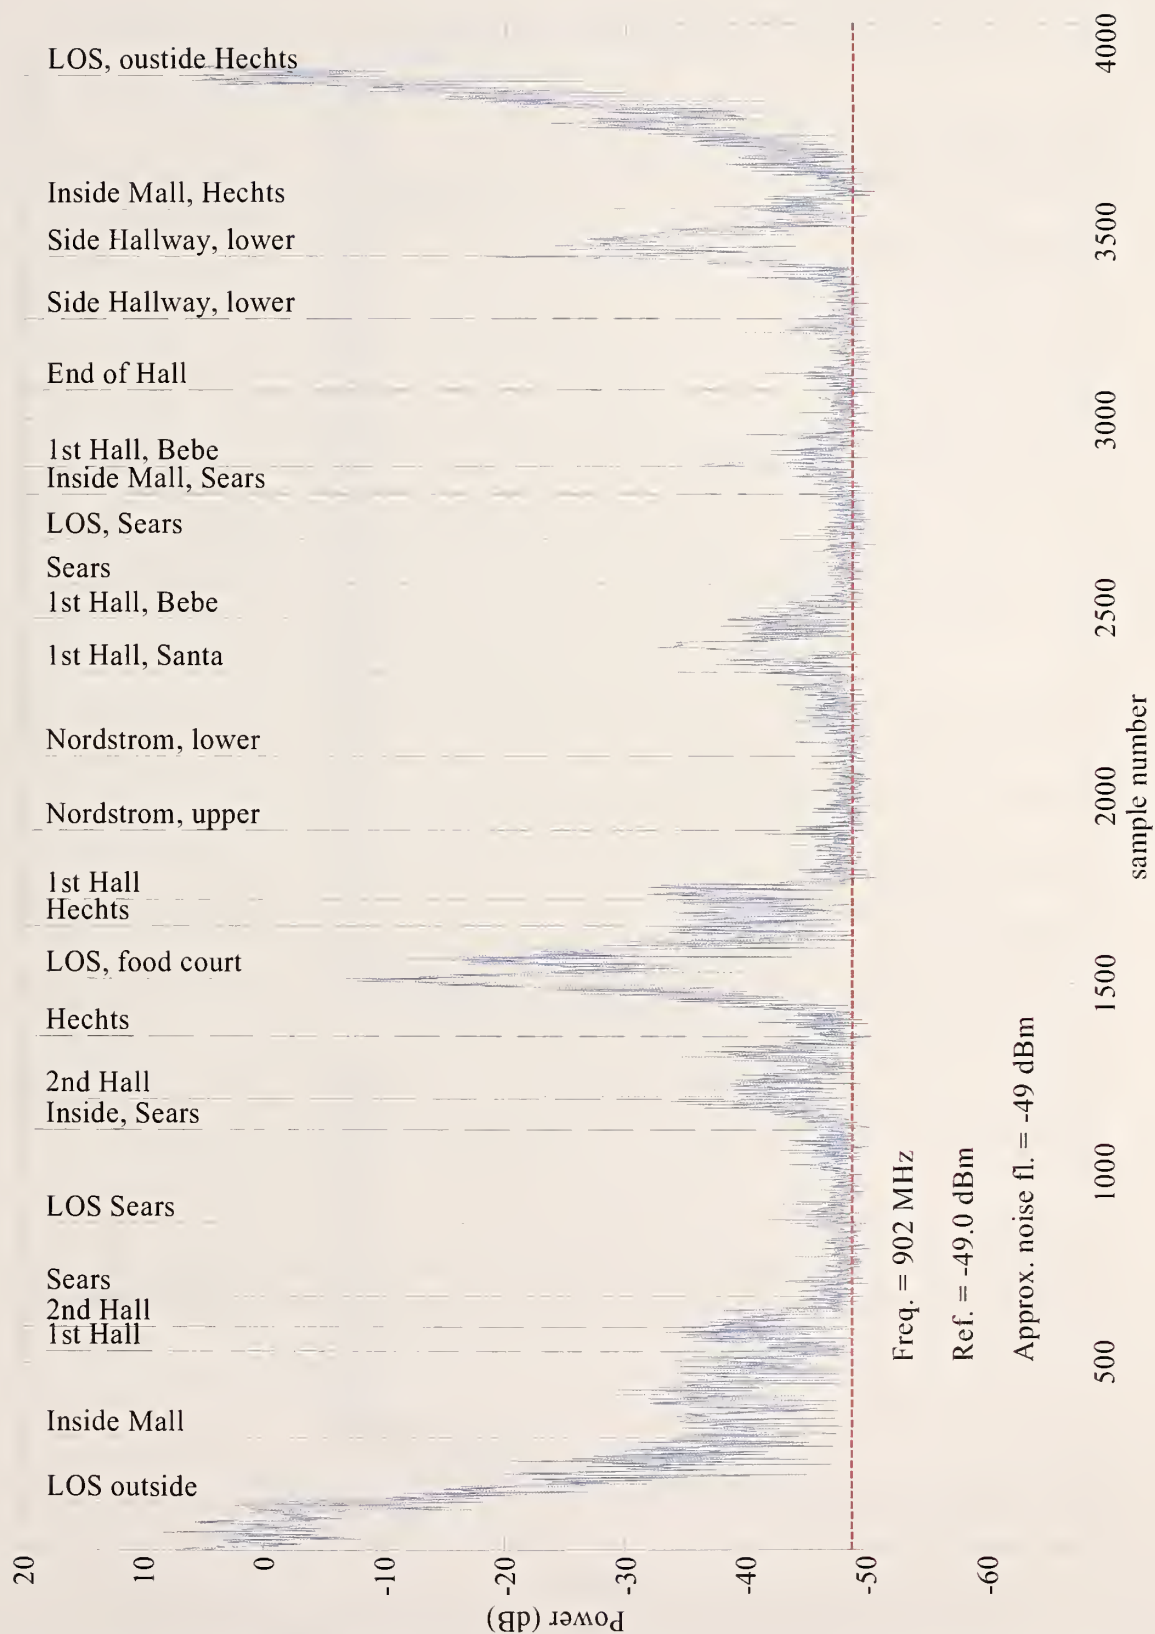 LOS, oustide Hechts
Inside Mall, Hechts
Side Hallway, lower
Side Hallway, lower
End of Hall
1st Hall, Bebe
Inside Mall, Sears
LOS, Sears
Sears
1st Hall, Bebe
1st Hall, Santa
Nordstrom, lower
Nordstrom, upper
1st Hall
Hechts
LOS, food court
Hechts
2nd Hall
Inside, Sears
LOS Sears
Sears
2nd Hall
1st Hall
Inside Mall
LOS outside
20
10
0
-10
-20
-30
-40
-50
-60
Power (dB)
Freq. = 902 MHz
Ref. = -49.0 dBm
Approx. noise fl. = -49 dBm
500
1000
1500
2000
2500
3000
3500
4000
sample number